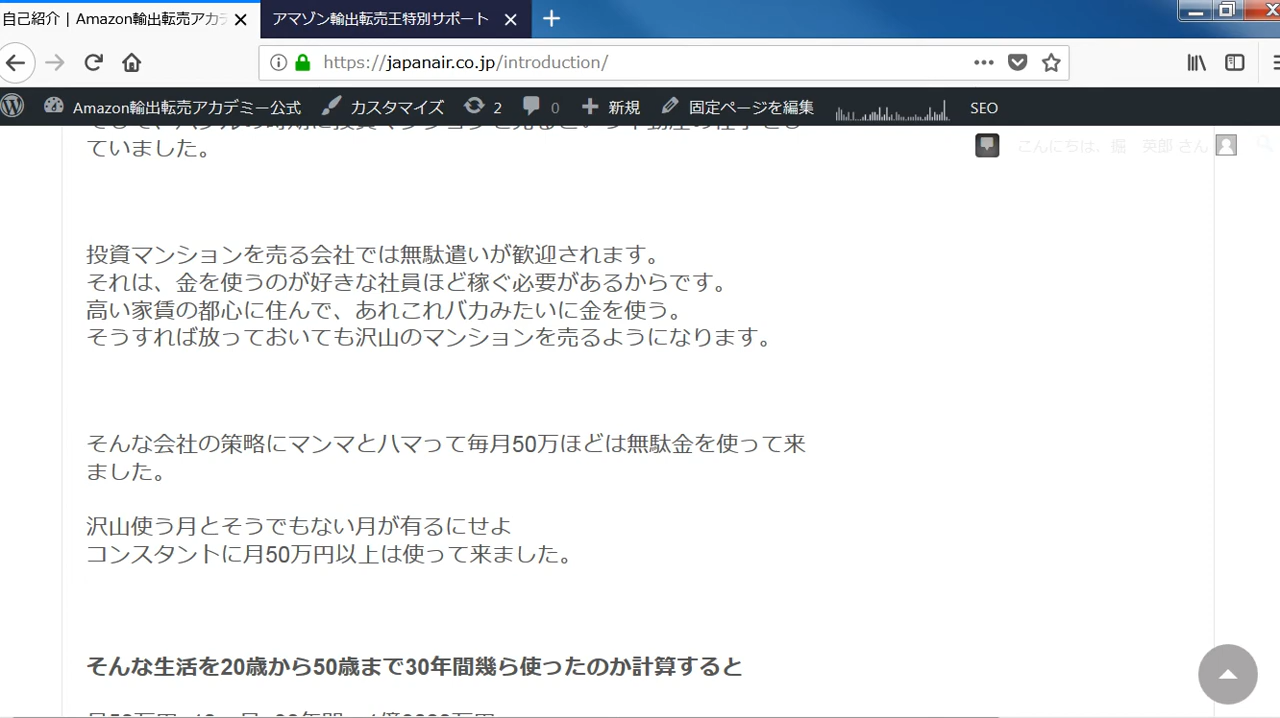 自己紹介 | Amazon輸出転売アカデ
アマゾン輸出転売王特別サポート
https://japanair.co.jp/introduction/
Amazon輸出転売アカデミー公式 カスタマイズ 2 0 新規 固定ページを編集 SEO
こんにちは、堀 英郎 さん
ていました。
投資マンションを売る会社では無駄遣いが歓迎されます。
それは、金を使うのが好きな社員ほど稼ぐ必要があるからです。
高い家賃の都心に住んで、あれこれバカみたいに金を使う。
そうすれば放っておいても沢山のマンションを売るようになります。
そんな会社の策略にマンマとハマって毎月50万ほどは無駄金を使って来
ました。
沢山使う月とそうでもない月が有るにせよ
コンスタントに月50万円以上は使って来ました。
そんな生活を20歳から50歳まで30年間幾ら使ったのか計算すると